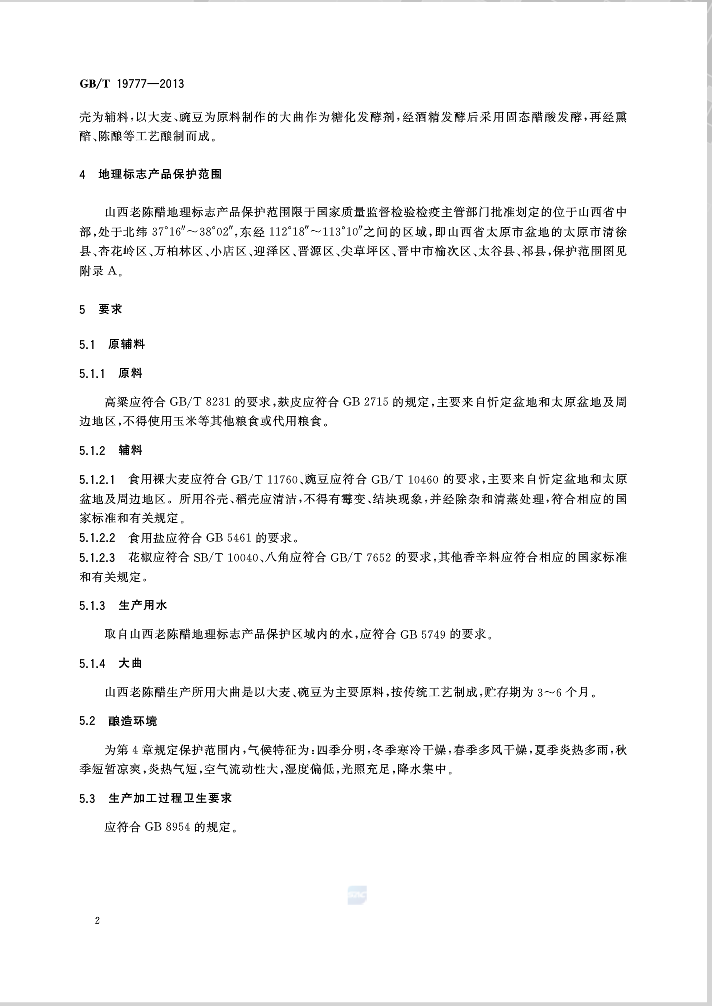 GB/T 19777—2013
壳为辅料,以大麦、豌豆为原料制作的大曲作为糖化发酵剂,经酒精发酵后采用固态醋酸发酵,再经熏
醅、陈酿等工艺酿制而成。
4 地理标志产品保护范围
山西老陈醋地理标志产品保护范围限于国家质量监督检验检疫主管部门批准划定的位于山西省中
部,处于北纬 37°16″～38°02″,东经 112°18″～113°10″之间的区域,即山西省太原市盆地的太原市清徐
县、杏花岭区、万柏林区、小店区、迎泽区、晋源区、尖草坪区、晋中市榆次区、太谷县、祁县,保护范围图见
附录 A。
5 要求
5.1 原辅料
5.1.1 原料
高粱应符合 GB/T 8231 的要求,麸皮应符合 GB 2715 的规定,主要来自忻定盆地和太原盆地及周
边地区,不得使用玉米等其他粮食或代用粮食。
5.1.2 辅料
5.1.2.1 食用裸大麦应符合 GB/T 11760、豌豆应符合 GB/T 10460 的要求,主要来自忻定盆地和太原
盆地及周边地区。所用谷壳、稻壳应清洁,不得有霉变、结块现象,并经除杂和清蒸处理,符合相应的国
家标准和有关规定。
5.1.2.2 食用盐应符合 GB 5461 的要求。
5.1.2.3 花椒应符合 SB/T 10040、八角应符合 GB/T 7652 的要求,其他香辛料应符合相应的国家标准
和有关规定。
5.1.3 生产用水
取自山西老陈醋地理标志产品保护区域内的水,应符合 GB 5749 的要求。
5.1.4 大曲
山西老陈醋生产所用大曲是以大麦、豌豆为主要原料,按传统工艺制成,贮存期为 3～6 个月。
5.2 酿造环境
为第 4 章规定保护范围内,气候特征为:四季分明,冬季寒冷干燥,春季多风干燥,夏季炎热多雨,秋
季短暂凉爽,炎热气短,空气流动性大,湿度偏低,光照充足,降水集中。
5.3 生产加工过程卫生要求
应符合 GB 8954 的规定。
2